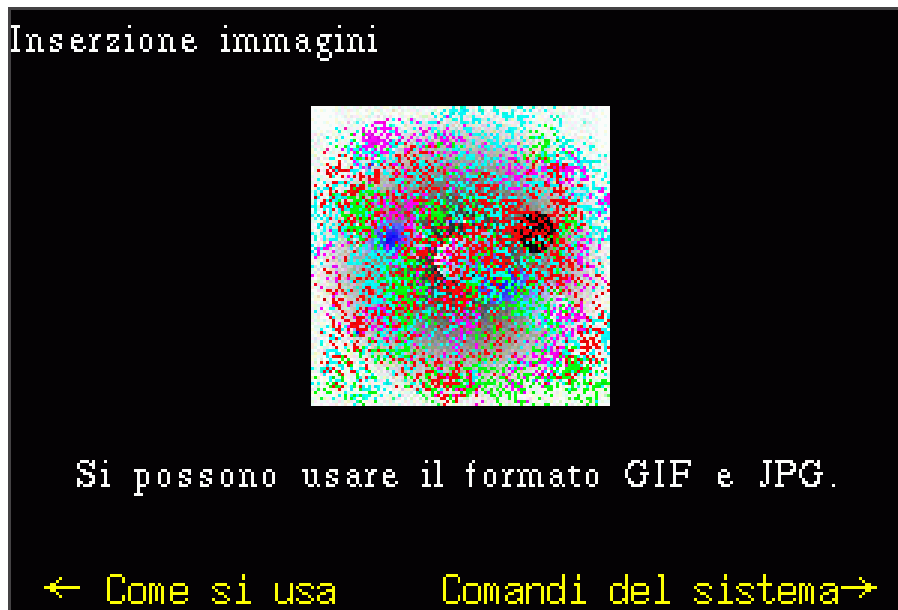 Inserzione immagini
Si possono usare il formato GIF e JPG.
← Come si usa Comandi del sistema→